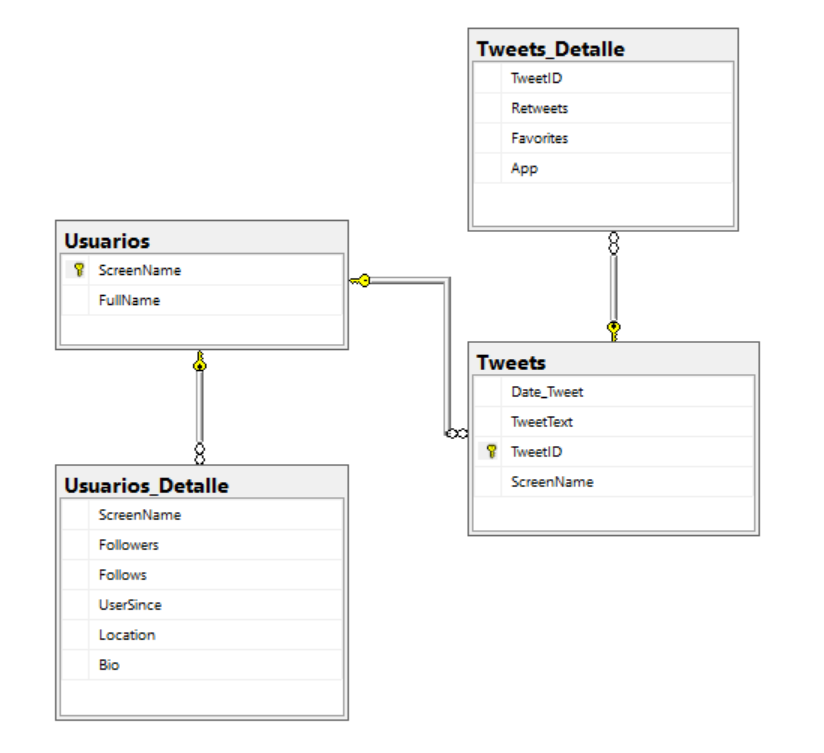 Tweets_Detalle
TweetID
Retweets
Favorites
App
Usuarios
ScreenName
FullName
Tweets
Date_Tweet
TweetText
TweetID
ScreenName
Usuarios_Detalle
ScreenName
Followers
Follows
UserSince
Location
Bio